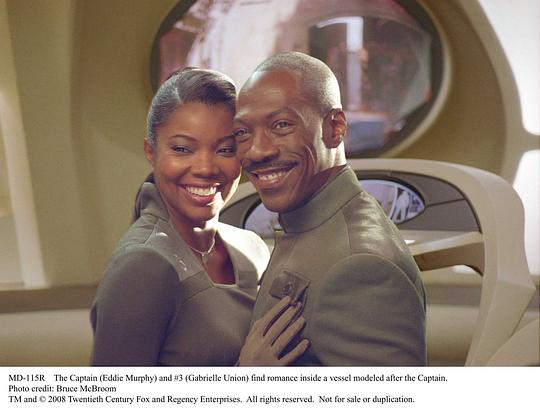 MD-115R The Captain (Eddie Murphy) and #3 (Gabrielle Union) find romance inside a vessel modeled after the Captain.
Photo credit: Bruce McBroom
TM and © 2008 Twentieth Century Fox and Regency Enterprises. All rights reserved. Not for sale or duplication.